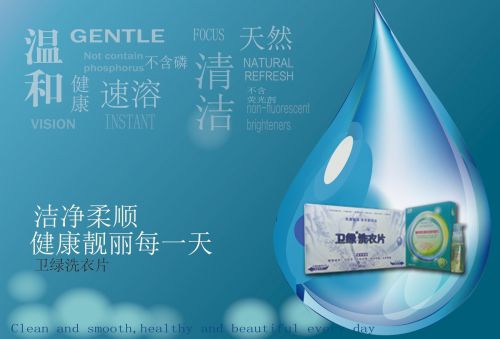 温和
GENTLE
Not contain
phosphorus
不含磷
健康
速溶
VISION
INSTANT
FOCUS
清洁
天然
NATURAL
REFRESH
不含
荧光剂
non-fluorescent
brighteners
洁净柔顺
健康靓丽每一天
卫绿洗衣片
卫绿洗衣片
Clean and smooth,healthy and beautiful every day